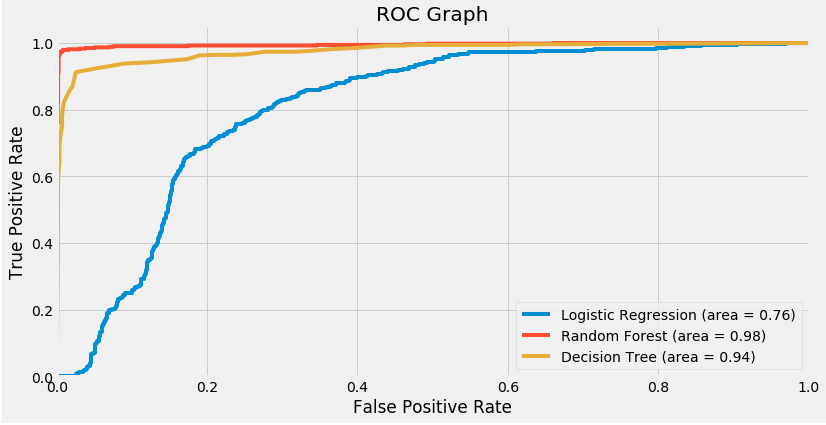 ROC Graph
True Positive Rate
1.0
0.8
0.6
0.4
0.2
0.0
0.0 0.2 0.4 0.6 0.8 1.0
False Positive Rate
Logistic Regression (area = 0.76)
Random Forest (area = 0.98)
Decision Tree (area = 0.94)